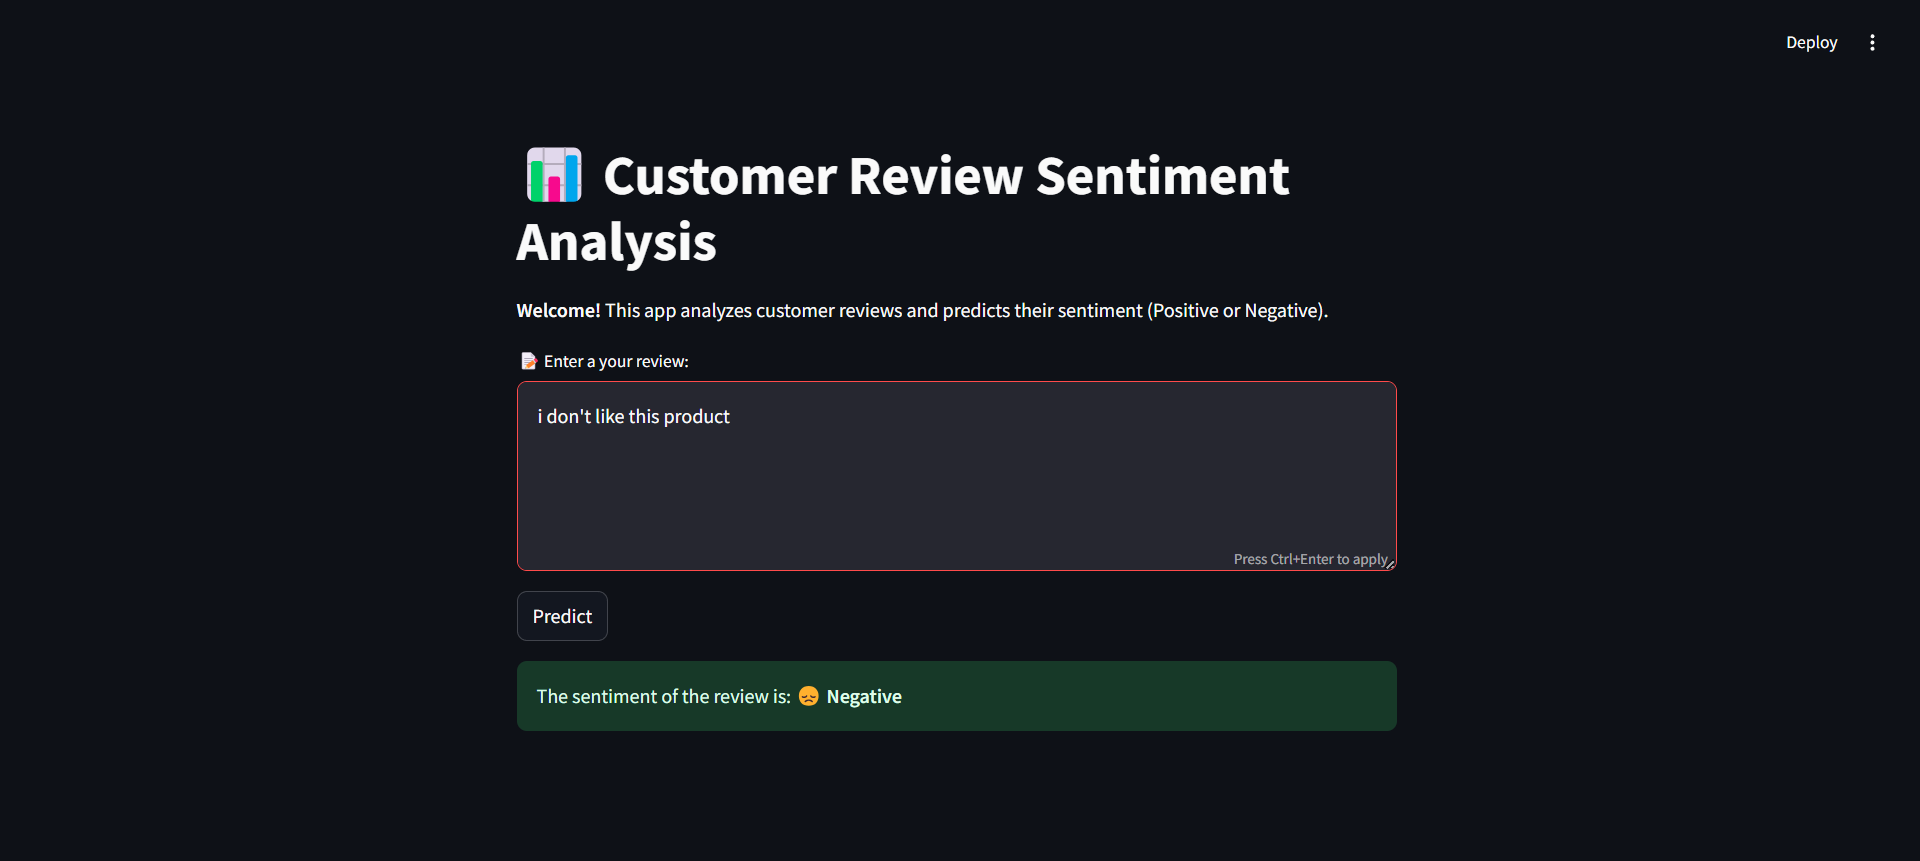 Deploy
Customer Review Sentiment
Analysis
Welcome! This app analyzes customer reviews and predicts their sentiment (Positive or Negative).
Enter a your review:
i don't like this product
Press Ctrl+Enter to apply
Predict
The sentiment of the review is: 😞 Negative